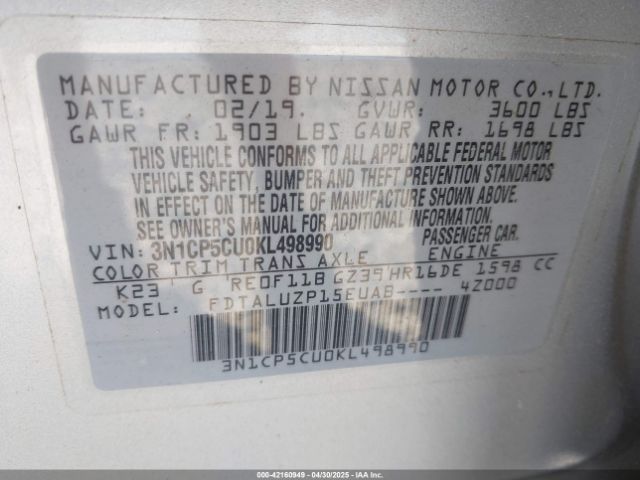 MANUFACTURED BY NISSAN MOTOR CO.,LTD.
DATE: 02/19. GVWR: 3600 LBS
GAWR FR: 1903 LBS GAWR RR: 1698 LBS
THIS VEHICLE CONFORMS TO ALL APPLICABLE FEDERAL MOTOR
VEHICLE SAFETY, BUMPER AND THEFT PREVENTION STANDARDS
IN EFFECT ON THE DATE OF MANUFACTURE SHOWN ABOVE.
SEE OWNER'S MANUAL FOR ADDITIONAL INFORMATION.
VIN: 3N1CP5CU0KL498990 PASSENGER CAR.
COLOR TRIM TRANS AXLE ENGINE
K23 G RE0F11B GZ39 HR16DE 1598 CC
MODEL: FDTALUZP15EUAB---- 4Z000
3N1CP5CU0KL498990
000-42160949 - 04/30/2025 - IAAI.COM